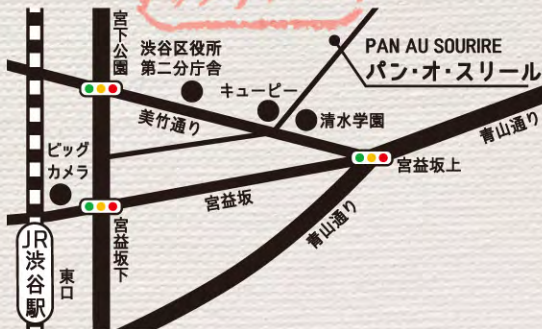 宮下公園
渋谷区役所
第二分庁舎
キューピー
PAN AU SOURIRE
パン・オ・スリール
美竹通り
清水学園
青山通り
ビッグ
カメラ
宮益坂上
宮益坂
青山通り
宮益坂下
JR渋谷駅
東口